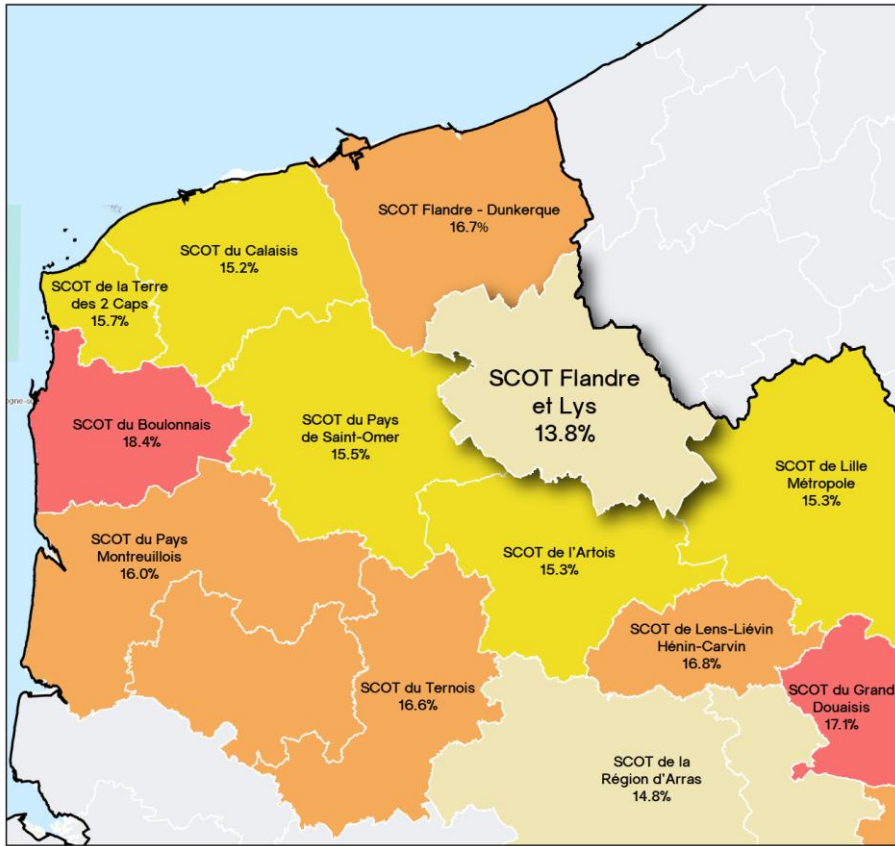 SCOT Flandre - Dunkerque
16.7%
SCOT du Calaisis
15.2%
SCOT de la Terre
des 2 Caps
15.7%
SCOT Flandre
et Lys
13.8%
SCOT du Boulonnais
18.4%
SCOT du Pays
de Saint-Omer
15.5%
SCOT de Lille
Métropole
15.3%
SCOT du Pays
Montreuillois
16.0%
SCOT de l'Artois
15.3%
SCOT de Lens-Liévin
Hénin-Carvin
16.8%
SCOT du Ternois
16.6%
SCOT du Grand
Douaisis
17.1%
SCOT de la
Région d'Arras
14.8%